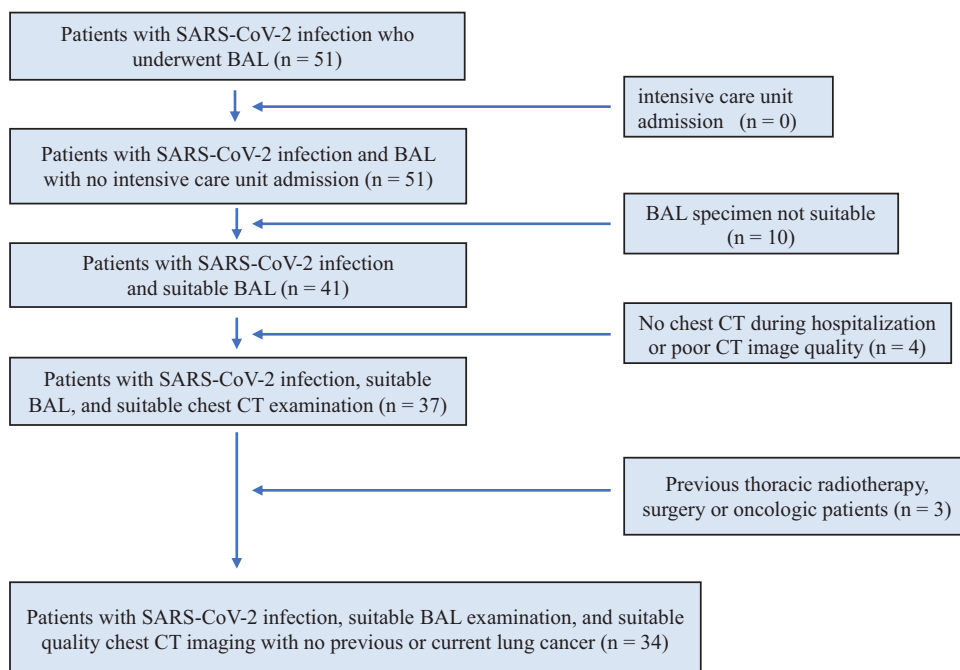 Patients with SARS-CoV-2 infection who
underwent BAL (n = 51)
intensive care unit
admission (n = 0)
Patients with SARS-CoV-2 infection and BAL
with no intensive care unit admission (n = 51)
BAL specimen not suitable
(n = 10)
Patients with SARS-CoV-2 infection
and suitable BAL (n = 41)
No chest CT during hospitalization
or poor CT image quality (n = 4)
Patients with SARS-CoV-2 infection, suitable
BAL, and suitable chest CT examination (n = 37)
Previous thoracic radiotherapy,
surgery or oncologic patients (n = 3)
Patients with SARS-CoV-2 infection, suitable BAL examination, and suitable
quality chest CT imaging with no previous or current lung cancer (n = 34)